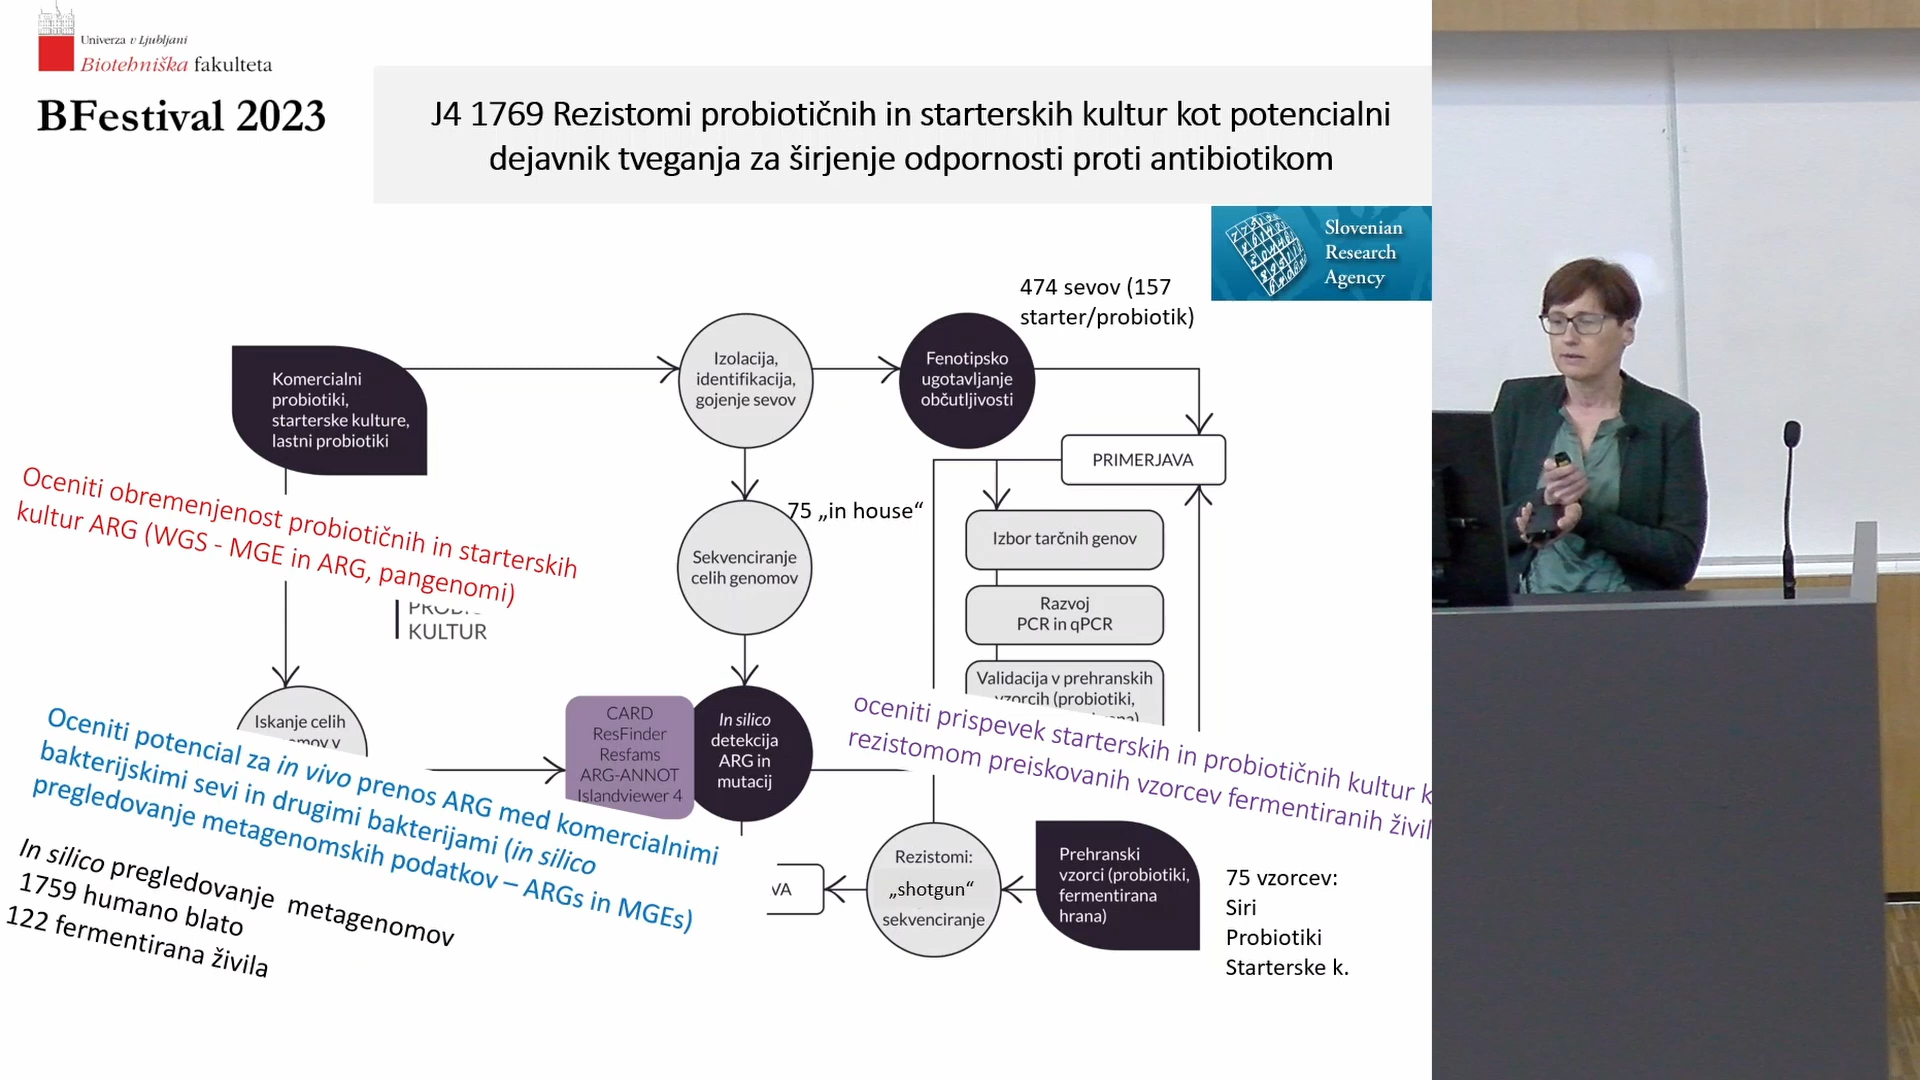 Univerza v Ljubljani
Biotehniška fakulteta
BFestival 2023
J4 1769 Rezistomi probiotičnih in starterskih kultur kot potencialni
dejavnik tveganja za širjenje odpornosti proti antibiotikom
Slovenian
Research
Agency
474 sevov (157
starter/probiotik)
Komercialni
probiotiki,
starterske kulture,
lastni probiotiki
Izolacija,
identifikacija,
gojenje sevov
Fenotipsko
ugotavljanje
občutljivosti
PRIMERJAVA
Oceniti obremenjenost probiotičnih in starterskih
kultur ARG (WGS - MGE in ARG, pangenomi)
KULTUR
75 „in house“
Sekvenciranje
celih genomov
Izbor tarčnih genov
Razvoj
PCR in qPCR
Validacija v prehranskih
vzorcih (probiotiki,
Iskanje celih
CARD
ResFinder
Resfams
ARG-ANNOT
Islandviewer 4
In silico
detekcija
ARG in
mutacij
oceniti prispevek starterskih in probiotičnih kultur k
rezistomom preiskovanih vzorcev fermentiranih živil
Oceniti potencial za in vivo prenos ARG med komercialnimi
bakterijskimi sevi in drugimi bakterijami (in silico
pregledovanje metagenomskih podatkov – ARGs in MGEs)
In silico pregledovanje metagenomov
1759 humano blato
122 fermentirana živila
VA
Rezistomi:
„shotgun“
sekvenciranje
Prehranski
vzorci (probiotiki,
fermentirana
hrana)
75 vzorcev:
Siri
Probiotiki
Starterske k.